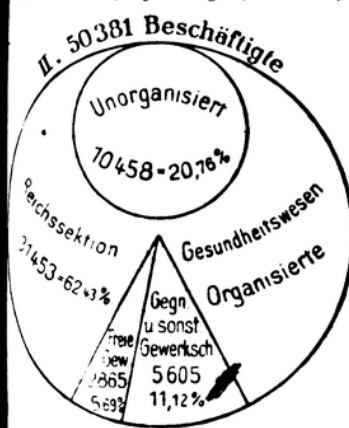 II. 50381 Beschäftigte
Unorganisiert
10458=20,76%
Reichssektion
31453=62,43%
Gesundheitswesen
Organisierte
Freie
Gew
2865
5,69%
Gegn.
u sonst
Gewerksch
5605
11,12%